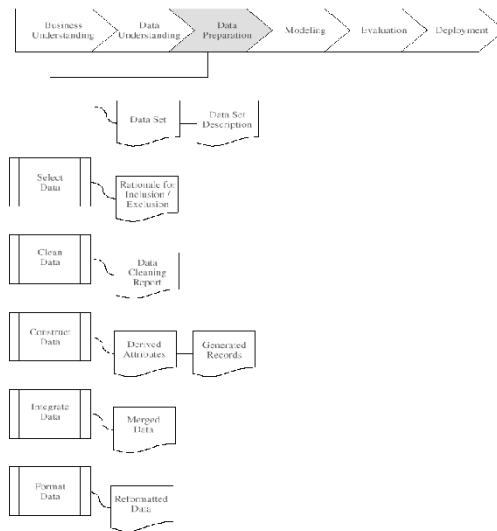 Business
Understanding
Data
Understanding
Data
Preparation
Modeling
Evaluation
Deployment
Data Set
Data Set
Description
Select
Data
Rationale for
Inclusion /
Exclusion
Clean
Data
Data
Cleaning
Report
Construct
Data
Derived
Attributes
Generated
Records
Integrate
Data
Merged
Data
Format
Data
Reformatted
Data